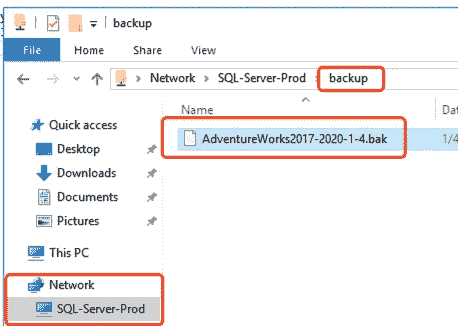 backup
File Home Share View
Network SQL-Server-Prod backup
Name
Quick access
AdventureWorks2017-2020-1-4.bak 1/4
Desktop
Downloads
Documents
Pictures
This PC
Network
SQL-Server-Prod